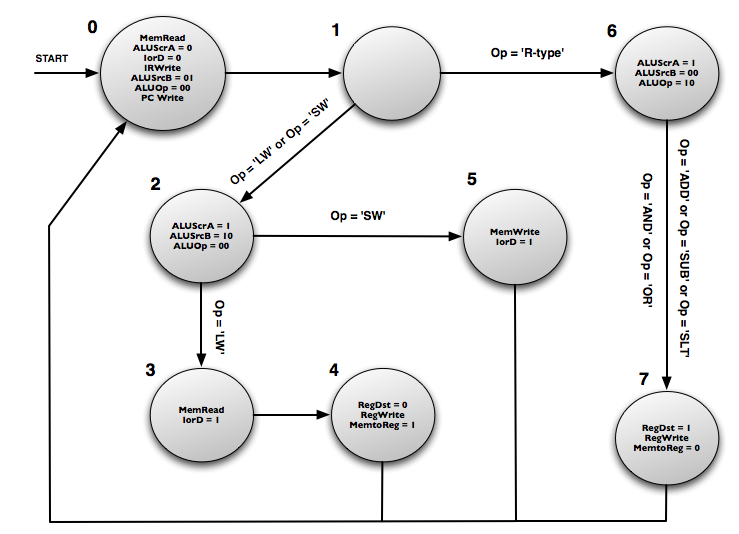 0
MemRead
ALUScrA = 0
IorD = 0
IRWrite
ALUSrcB = 01
ALUOp = 00
PC Write
START
1
Op = 'R-type'
6
ALUScrA = 1
ALUSrcB = 00
ALUOp = 10
Op = 'LW' or Op = 'SW'
2
ALUScrA = 1
ALUSrcB = 10
ALUOp = 00
Op = 'SW'
5
MemWrite
IorD = 1
Op = 'ADD' or Op = 'SUB' or Op = 'SLT'
Op = 'AND' or Op = 'OR'
Op = 'LW'
3
MemRead
IorD = 1
4
RegDst = 0
RegWrite
MemtoReg = 1
7
RegDst = 1
RegWrite
MemtoReg = 0